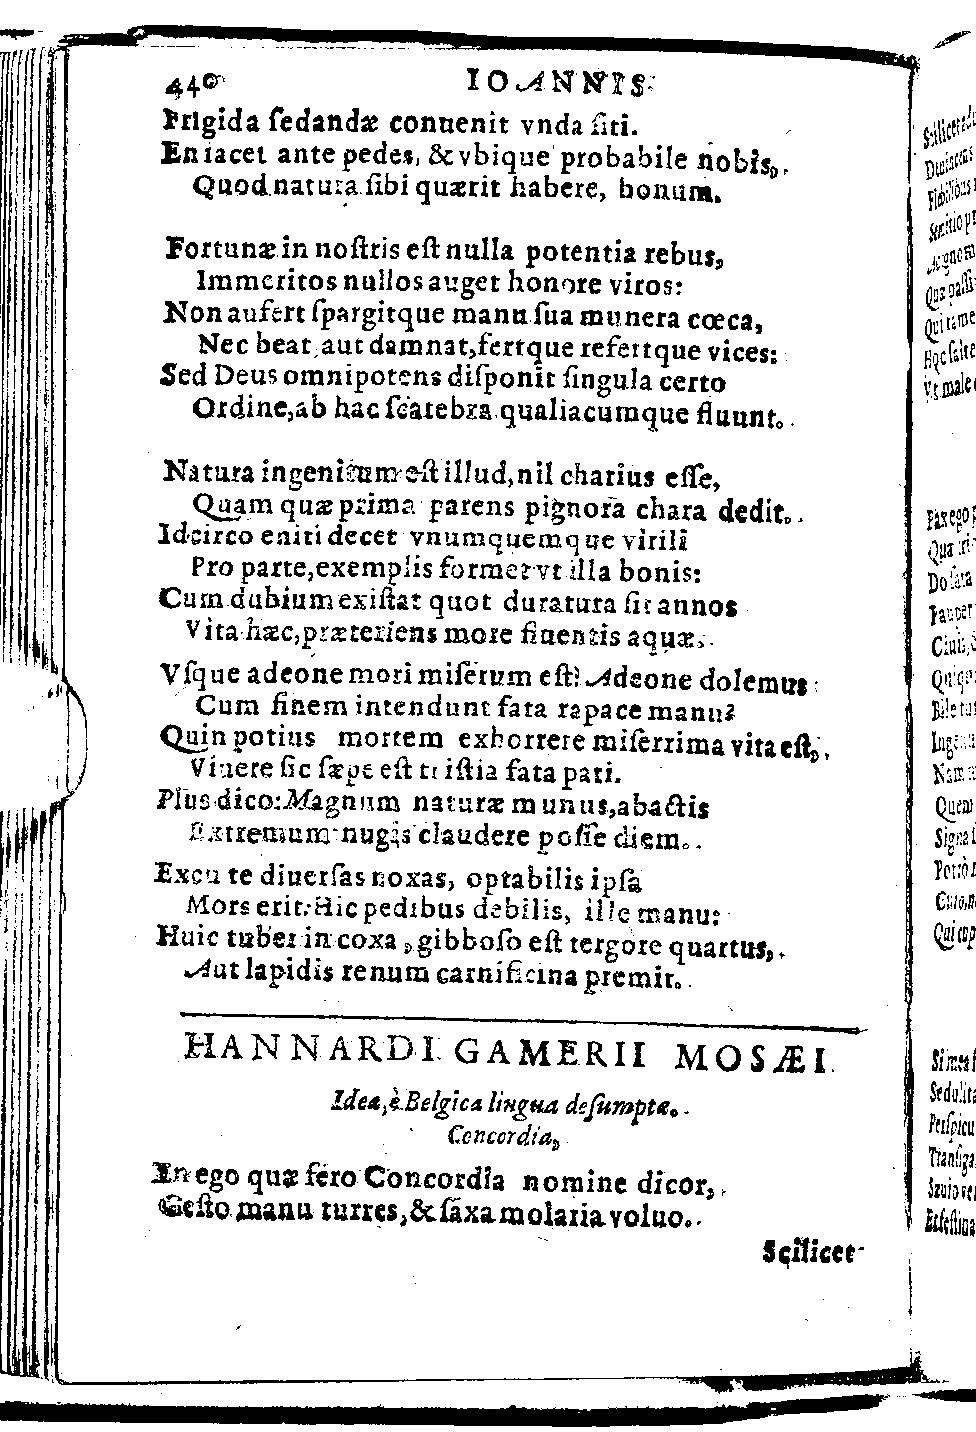 440 IOANNIS
Frigida ſedandæ conuenit vnda ſiti.
En iacet ante pedes, & vbique probabile nobis,
Quod natura ſibi quærit habere, bonum.
Fortunæ in noſtris eſt nulla potentia rebus,
Immeritos nullos auget honore viros:
Non aufert ſpargitque manu ſua munera cœca,
Nec beat aut damnat, fertque refertque vices:
Sed Deus omnipotens diſponit ſingula certo
Ordine, ab hac ſcatebra qualiacumque fluunt.
Natura ingenitum eſt illud, nil charius eſſe,
Quam quæ prima parens pignora chara dedit.
Idcirco eniti decet vnumquemque virili
Pro parte, exemplis formet vt illa bonis:
Cum dubium exiſtat quot duratura ſit annos
Vita hæc, præteriens more fluentis aquæ.
Vſque adeone mori miſerum eſt? Adeone dolemus
Cum finem intendunt fata rapace manu?
Quin potius mortem exhorrere miſerrima vita eſt,
Viuere ſic ſæpe eſt triſtia fata pati.
Plus dico: Magnum naturæ munus, abactis
Extremum nugis claudere poſſe diem.
Excute diuerſas noxas, optabilis ipſa
Mors erit: Hic pedibus debilis, ille manu:
Huic tuber in coxa, gibboſo eſt tergore quartus,
Aut lapidis renum carnificina premit.
HANNARDI GAMERII MOSÆI
Idea, è Belgica lingua deſumpta.
Concordia,
En ego quæ fero Concordia nomine dicor,
Geſto manu turres, & ſaxa molaria voluo.
Scilicet